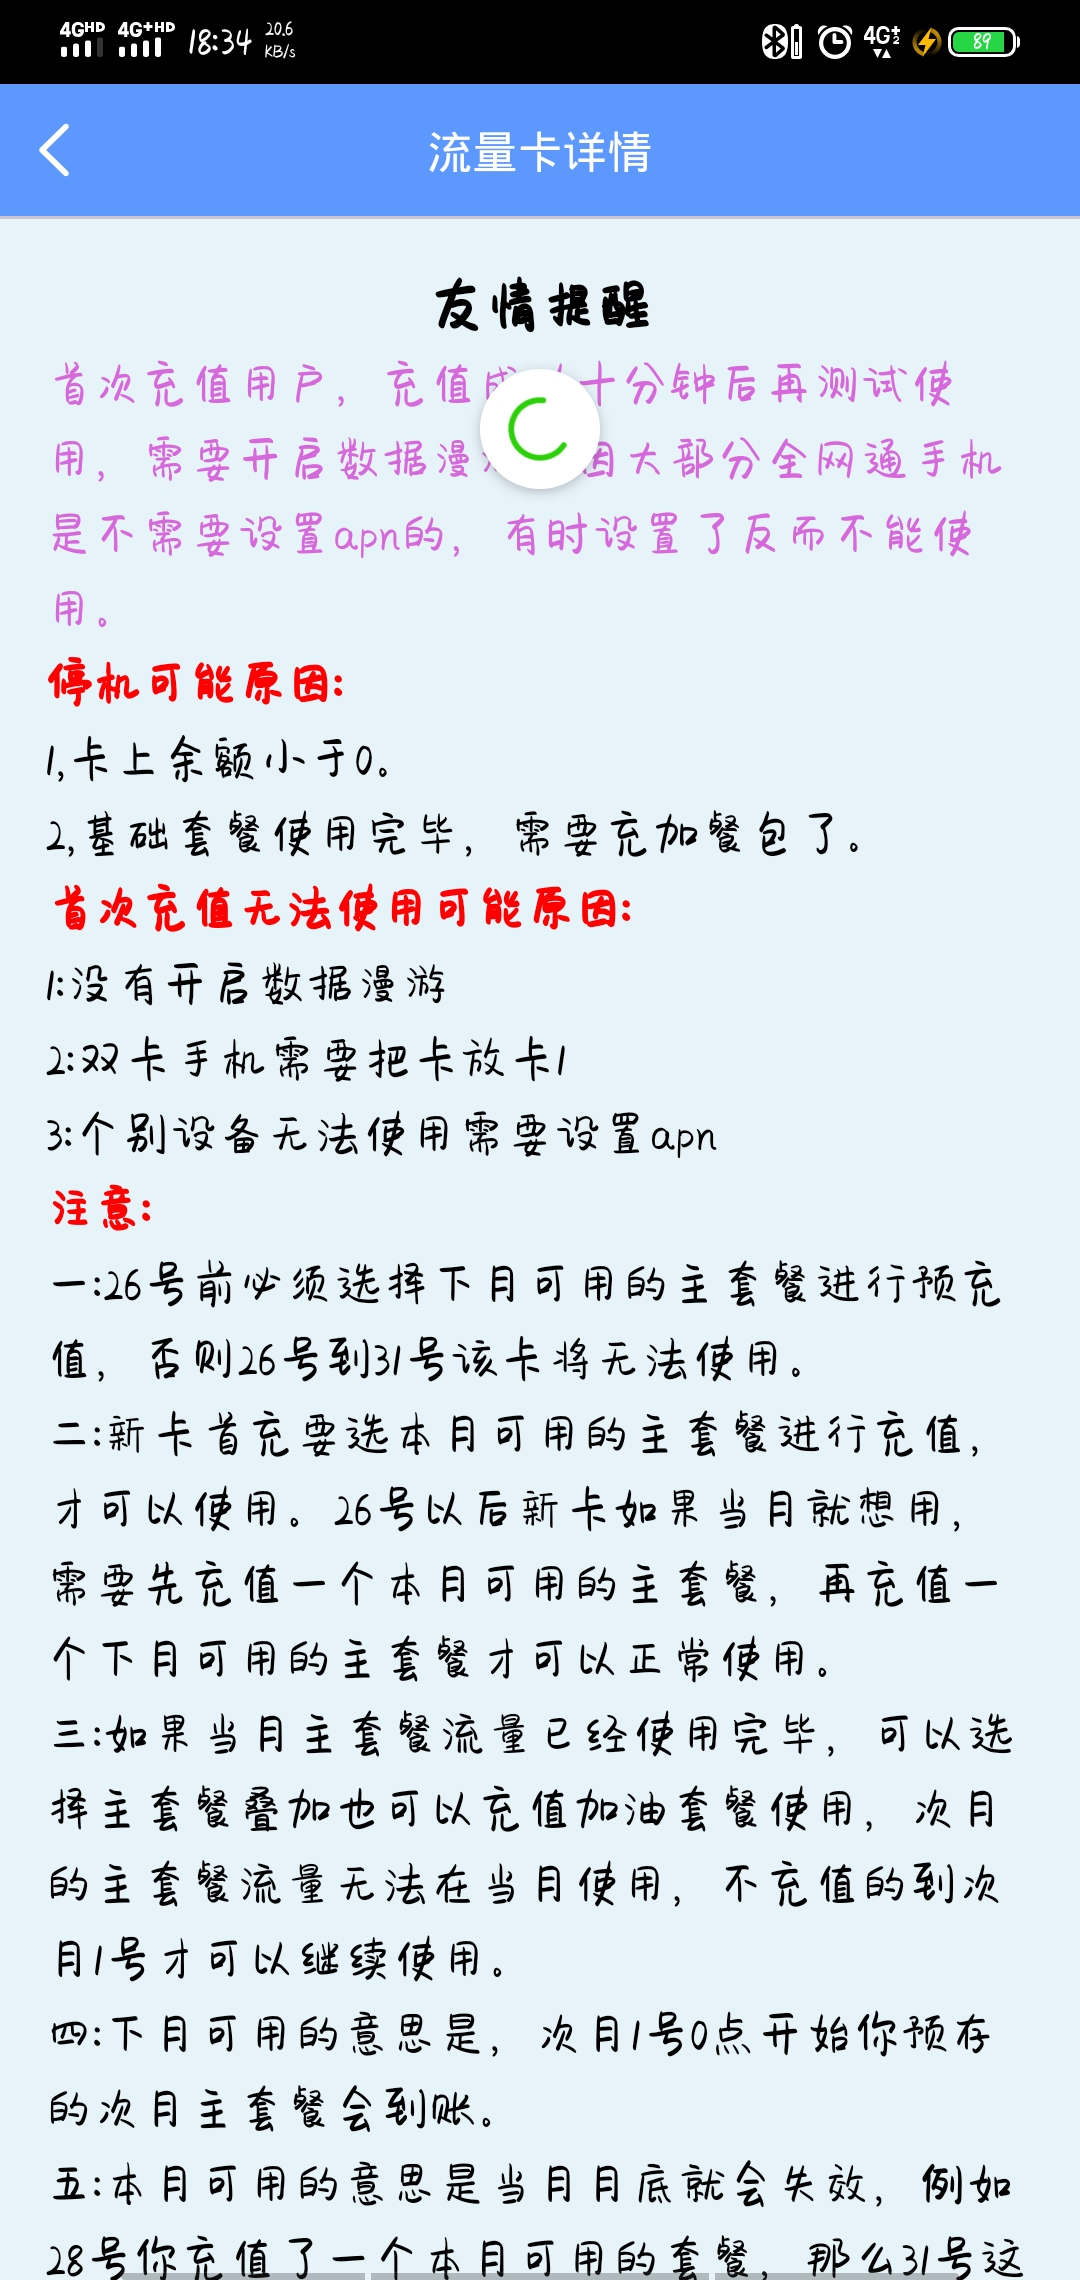 4GHD 4G+HD 18:34 20.6 KB/s 4G+2 89
流量卡详情
友情提醒
首次充值用户，充值 十分钟后再测试使
用，需要开启数据漫 因大部分全网通手机
是不需要设置apn的，有时设置了反而不能使
用。
停机可能原因:
1,卡上余额小于0。
2,基础套餐使用完毕，需要充加餐包了。
首次充值无法使用可能原因:
1:没有开启数据漫游
2:双卡手机需要把卡放卡1
3:个别设备无法使用需要设置apn
注意:
一:26号前必须选择下月可用的主套餐进行预充
值，否则26号到31号该卡将无法使用。
二:新卡首充要选本月可用的主套餐进行充值，
才可以使用。26号以后新卡如果当月就想用，
需要先充值一个本月可用的主套餐，再充值一
个下月可用的主套餐才可以正常使用。
三:如果当月主套餐流量已经使用完毕，可以选
择主套餐叠加也可以充值加油套餐使用，次月
的主套餐流量无法在当月使用，不充值的到次
月1号才可以继续使用。
四:下月可用的意思是，次月1号0点开始你预存
的次月主套餐会到账。
五:本月可用的意思是当月月底就会失效，例如
28号你充值了一个本月可用的套餐，那么31号这